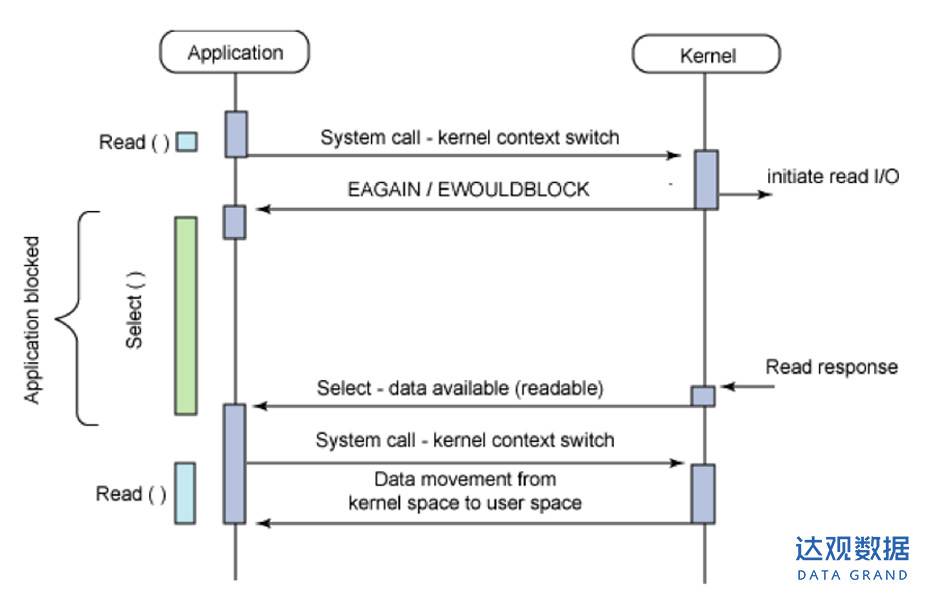 Application
Kernel
Read ( )
System call - kernel context switch
initiate read I/O
EAGAIN / EWOULDBLOCK
Application blocked
Select ( )
Read response
Select - data available (readable)
System call - kernel context switch
Read ( )
Data movement from
kernel space to user space
达观数据
DATA GRAND